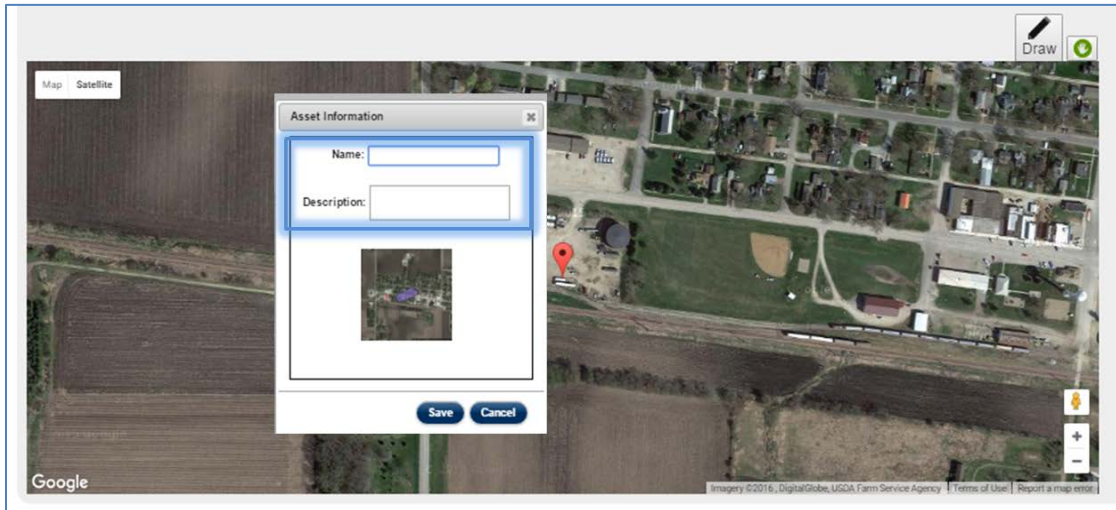 Draw
Map Satellite
Asset Information
Name:
Description:
Save Cancel
Google
Imagery ©2016 , DigitalGlobe, USDA Farm Service Agency Terms of Use Report a map error